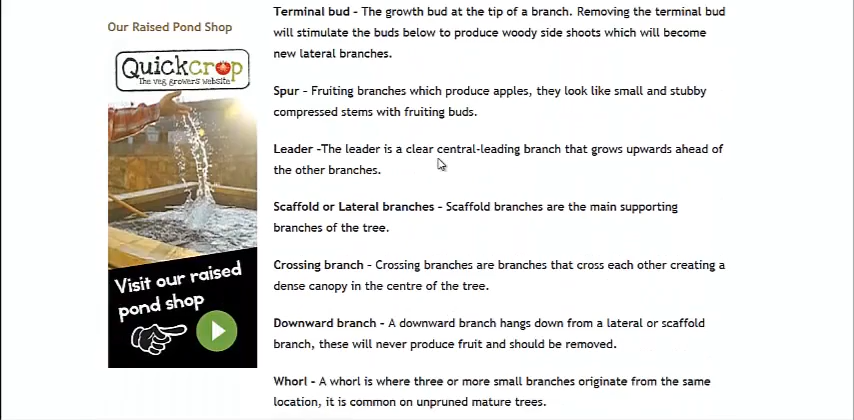 Our Raised Pond Shop
Quickcrop
The veg growers website
Visit our raised
pond shop
Terminal bud - The growth bud at the tip of a branch. Removing the terminal bud
will stimulate the buds below to produce woody side shoots which will become
new lateral branches.
Spur - Fruiting branches which produce apples, they look like small and stubby
compressed stems with fruiting buds.
Leader -The leader is a clear central-leading branch that grows upwards ahead of
the other branches.
Scaffold or Lateral branches - Scaffold branches are the main supporting
branches of the tree.
Crossing branch - Crossing branches are branches that cross each other creating a
dense canopy in the centre of the tree.
Downward branch - A downward branch hangs down from a lateral or scaffold
branch, these will never produce fruit and should be removed.
Whorl - A whorl is where three or more small branches originate from the same
location, it is common on unpruned mature trees.